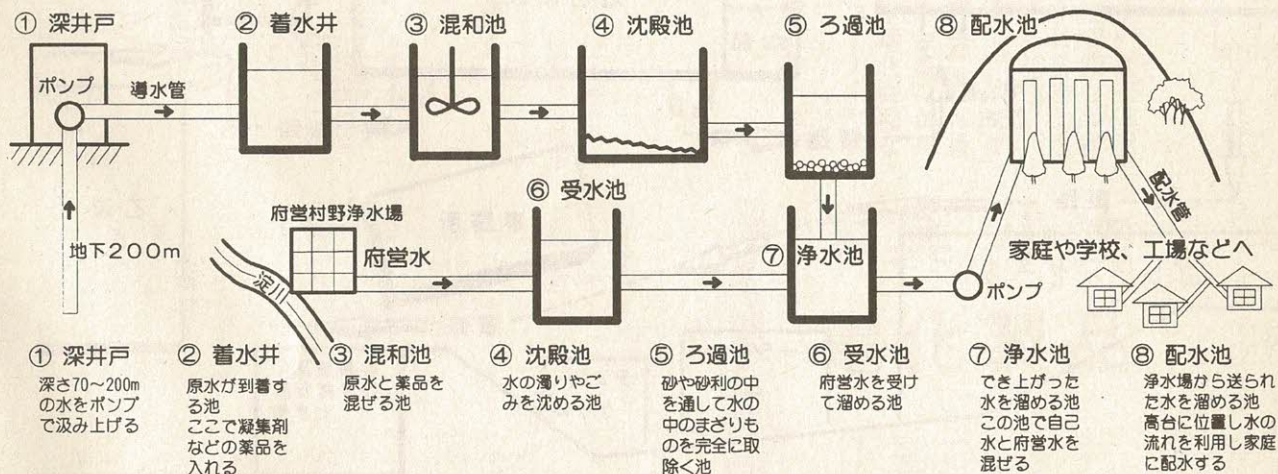 ① 深井戸
② 着水井
③ 混和池
④ 沈殿池
⑤ ろ過池
⑧ 配水池
ポンプ
導水管
地下200m
府営村野浄水場
淀川
府営水
⑥ 受水池
⑦ 浄水池
ポンプ
配水管
家庭や学校、工場などへ
① 深井戸
深さ70〜200m
の水をポンプ
で汲み上げる
② 着水井
原水が到着す
る池
ここで凝集剤
などの薬品を
入れる
③ 混和池
原水と薬品を
混ぜる池
④ 沈殿池
水の濁りやご
みを沈める池
⑤ ろ過池
砂や砂利の中
を通して水の
中のまざりも
のを完全に取
除く池
⑥ 受水池
府営水を受け
て溜める池
⑦ 浄水池
でき上がった
水を溜める池
この池で自己
水と府営水を
混ぜる
⑧ 配水池
浄水場から送られ
た水を溜める池
高台に位置し水の
流れを利用し家庭
に配水する